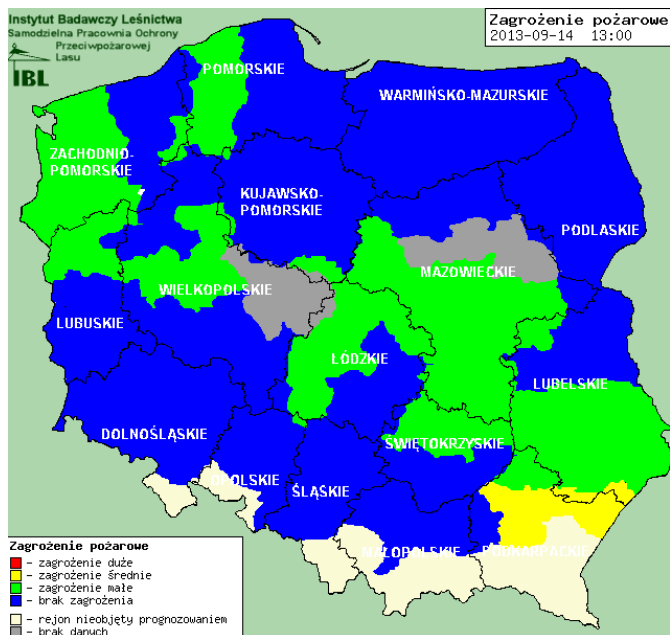 Instytut Badawczy Leśnictwa
Samodzielna Pracownia Ochrony
Przeciwpożarowej
Lasu
IBL
Zagrożenie pożarowe
2013-09-14 13:00
POMORSKIE
WARMIŃSKO-MAZURSKIE
ZACHODNIO-
POMORSKIE
KUJAWSKO-
POMORSKIE
PODLASKIE
MAZOWIECKIE
WIELKOPOLSKIE
LUBUSKIE
ŁÓDZKIE
LUBELSKIE
DOLNOŚLĄSKIE
ŚWIĘTOKRZYSKIE
OPOLSKIE
ŚLĄSKIE
MAŁOPOLSKIE
PODKARPACKIE
Zagrożenie pożarowe
- zagrożenie duże
- zagrożenie średnie
- zagrożenie małe
- brak zagrożenia
- rejon nieobjęty prognozowaniem
- brak danych